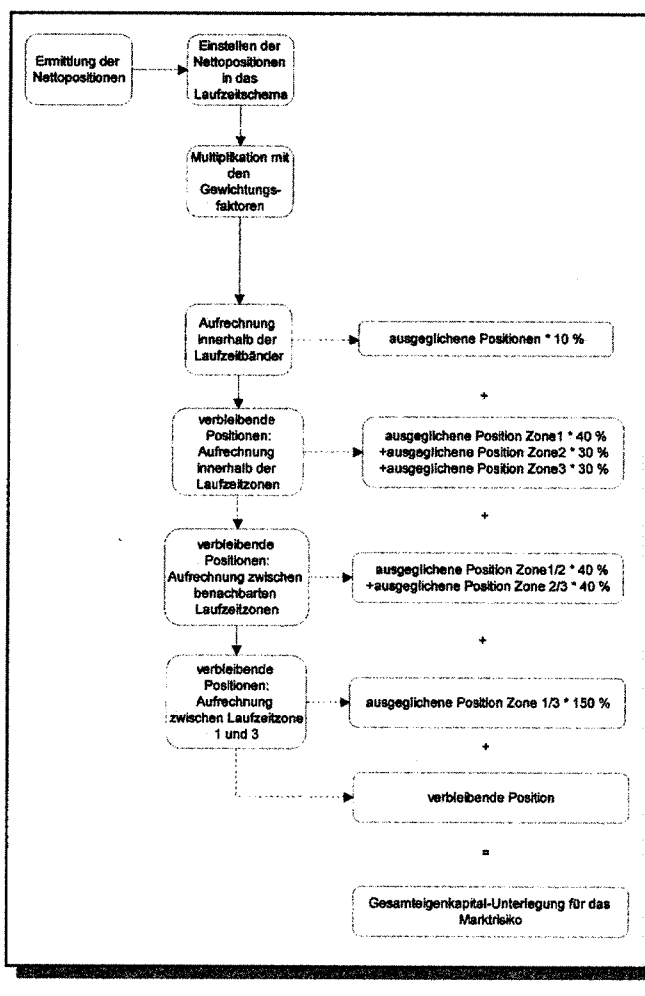 Ermittlung der
Nettopositionen
Einstellen der
Nettopositionen
in das
Laufzeitschema
Multiplikation mit
den
Gewichtungs-
faktoren
Aufrechnung
innerhalb der
Laufzeitbänder
ausgeglichene Positionen * 10 %
+
verbleibende
Positionen:
Aufrechnung
innerhalb der
Laufzeitzonen
ausgeglichene Position Zone1 * 40 %
+ausgeglichene Position Zone2 * 30 %
+ausgeglichene Position Zone3 * 30 %
+
verbleibende
Positionen:
Aufrechnung zwischen
benachbarten
Laufzeitzonen
ausgeglichene Position Zone1/2 * 40 %
+ausgeglichene Position Zone 2/3 * 40 %
+
verbleibende
Positionen:
Aufrechnung
zwischen Laufzeitzone
1 und 3
ausgeglichene Position Zone 1/3 * 150 %
+
verbleibende Position
=
Gesamteigenkapital-Unterlegung für das
Marktrisiko